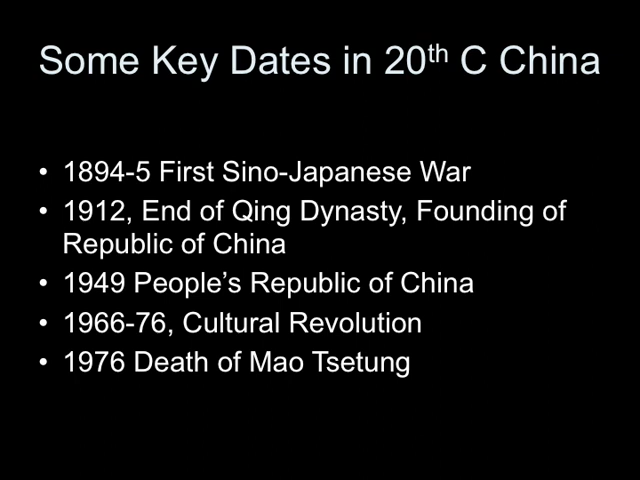 Some Key Dates in 20th C China
• 1894-5 First Sino-Japanese War
• 1912, End of Qing Dynasty, Founding of
Republic of China
• 1949 People’s Republic of China
• 1966-76, Cultural Revolution
• 1976 Death of Mao Tsetung